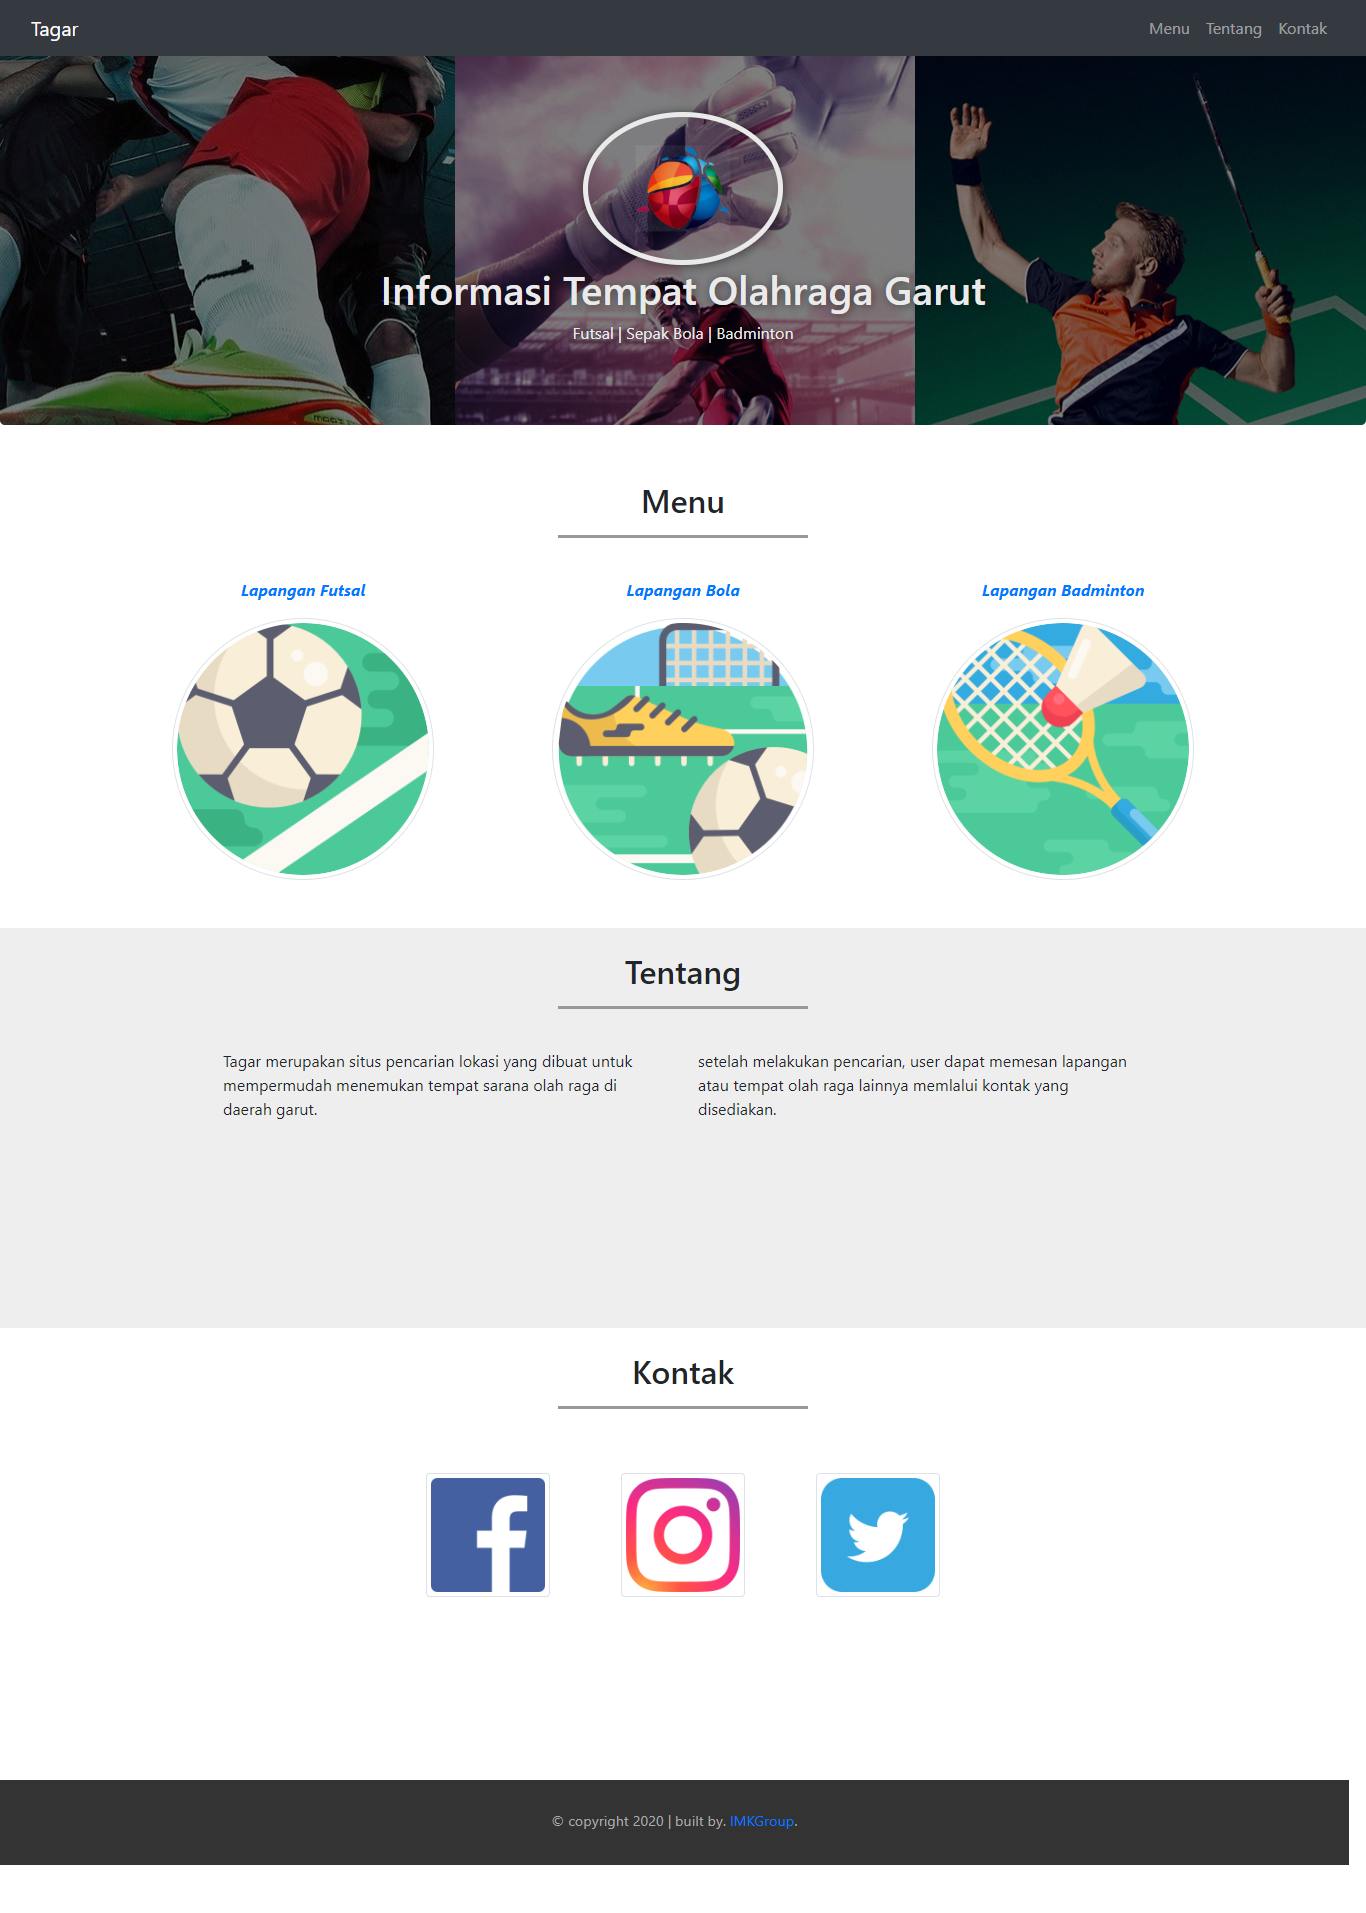 Tagar
Menu Tentang Kontak
Informasi Tempat Olahraga Garut
Futsal | Sepak Bola | Badminton
Menu
Lapangan Futsal
Lapangan Bola
Lapangan Badminton
Tentang
Tagar merupakan situs pencarian lokasi yang dibuat untuk
mempermudah menemukan tempat sarana olah raga di
daerah garut.
setelah melakukan pencarian, user dapat memesan lapangan
atau tempat olah raga lainnya memlalui kontak yang
disediakan.
Kontak
© copyright 2020 | built by. IMKGroup.